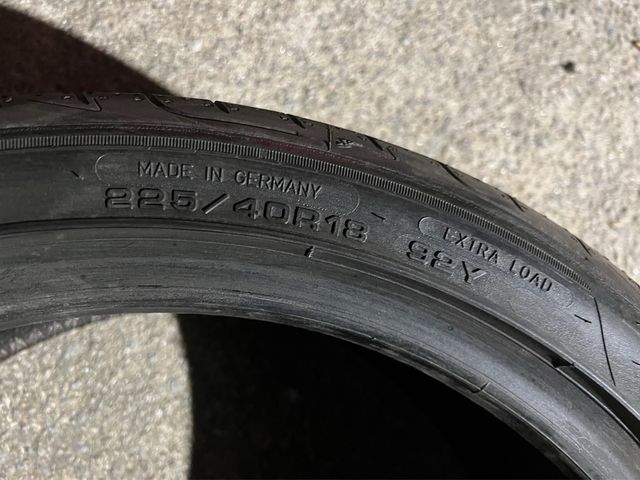 MADE IN GERMANY
225/40R18 92Y
EXTRA LOAD